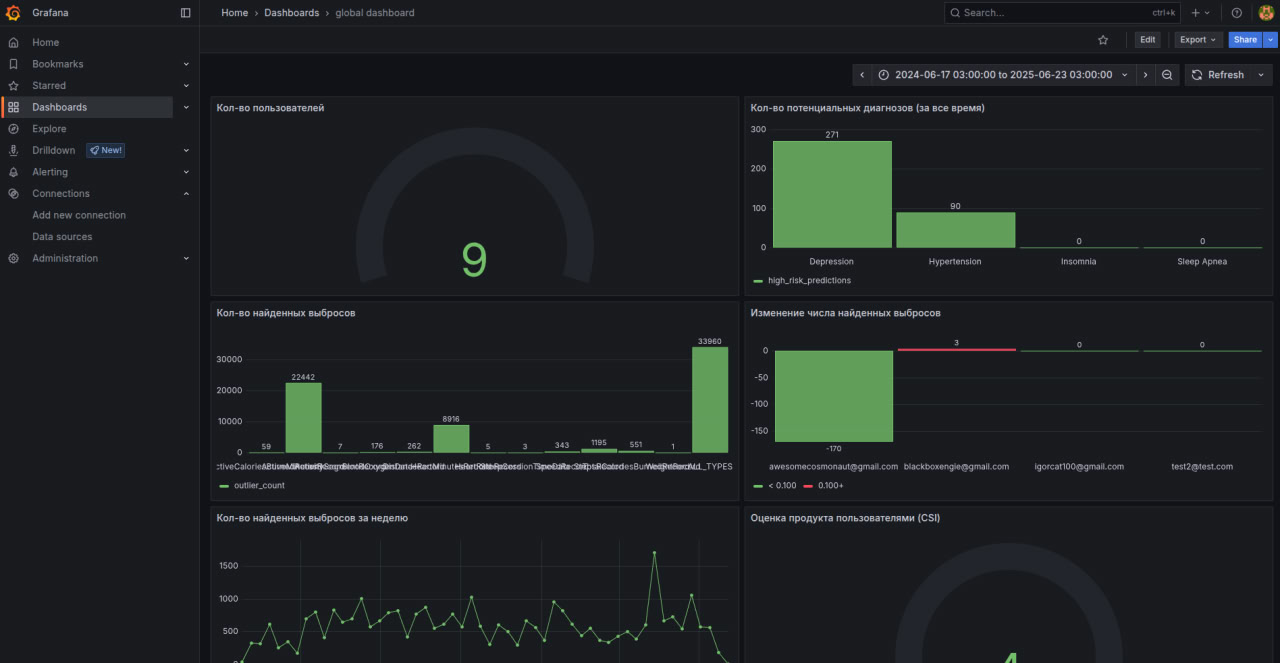 Grafana
Home › Dashboards › global dashboard
Search...
ctrl+k
Home
Bookmarks
Starred
Dashboards
Explore
Drilldown
New!
Alerting
Connections
Add new connection
Data sources
Administration
Edit
Export
Share
2024-06-17 03:00:00 to 2025-06-23 03:00:00
Refresh
Кол-во пользователей
9
Кол-во потенциальных диагнозов (за все время)
300
200
100
0
271
90
0
0
Depression
Hypertension
Insomnia
Sleep Apnea
high_risk_predictions
Кол-во найденных выбросов
30000
20000
10000
0
59
22442
7
176
262
8916
5
3
343
1195
551
1
33960
outlier_count
Изменение числа найденных выбросов
0
-50
-100
-150
-170
3
0
0
awesomecosmonaut@gmail.com
blackboxengie@gmail.com
igorcat100@gmail.com
test2@test.com
< 0.100
0.100+
Кол-во найденных выбросов за неделю
1500
1000
500
0
Оценка продукта пользователями (CSI)
4